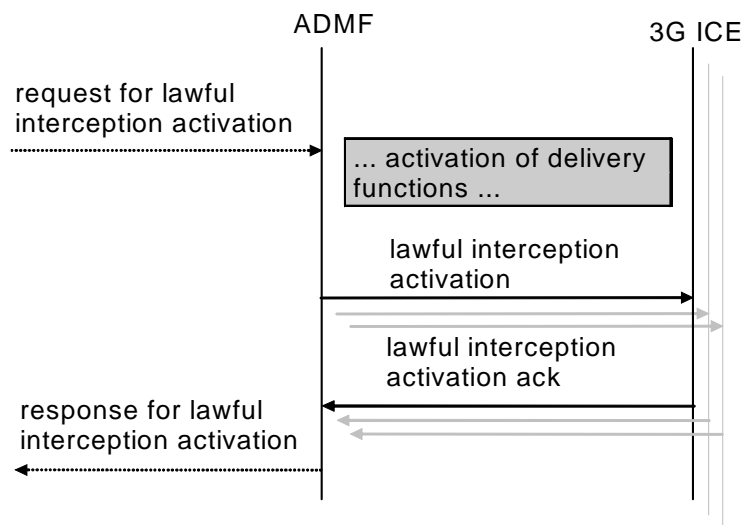 ADMF
3G ICE
request for lawful
interception activation
... activation of delivery
functions ...
lawful interception
activation
lawful interception
activation ack
response for lawful
interception activation